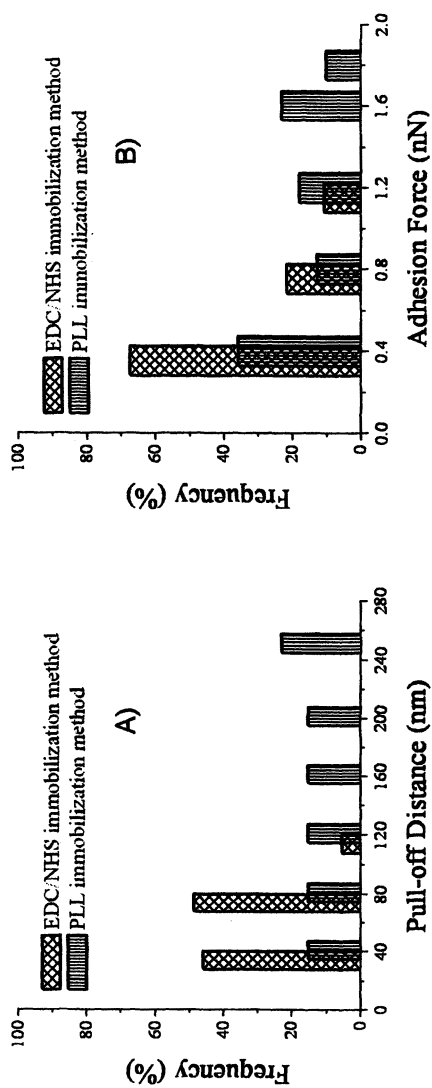 EDC/NHS immobilization method
PLL immobilization method
A)
Frequency (%)
100
80
60
40
20
0
0 40 80 120 160 200 240 280
Pull-off Distance (nm)
EDC/NHS immobilization method
PLL immobilization method
B)
Frequency (%)
100
80
60
40
20
0
0.0 0.4 0.8 1.2 1.6 2.0
Adhesion Force (nN)